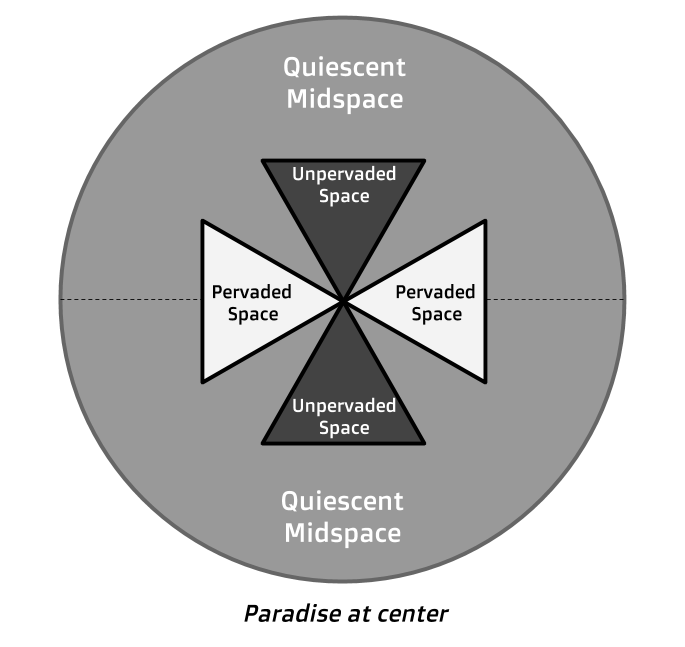 Quiescent
Midspace
Unpervaded
Space
Pervaded
Space
Pervaded
Space
Unpervaded
Space
Quiescent
Midspace
Paradise at center